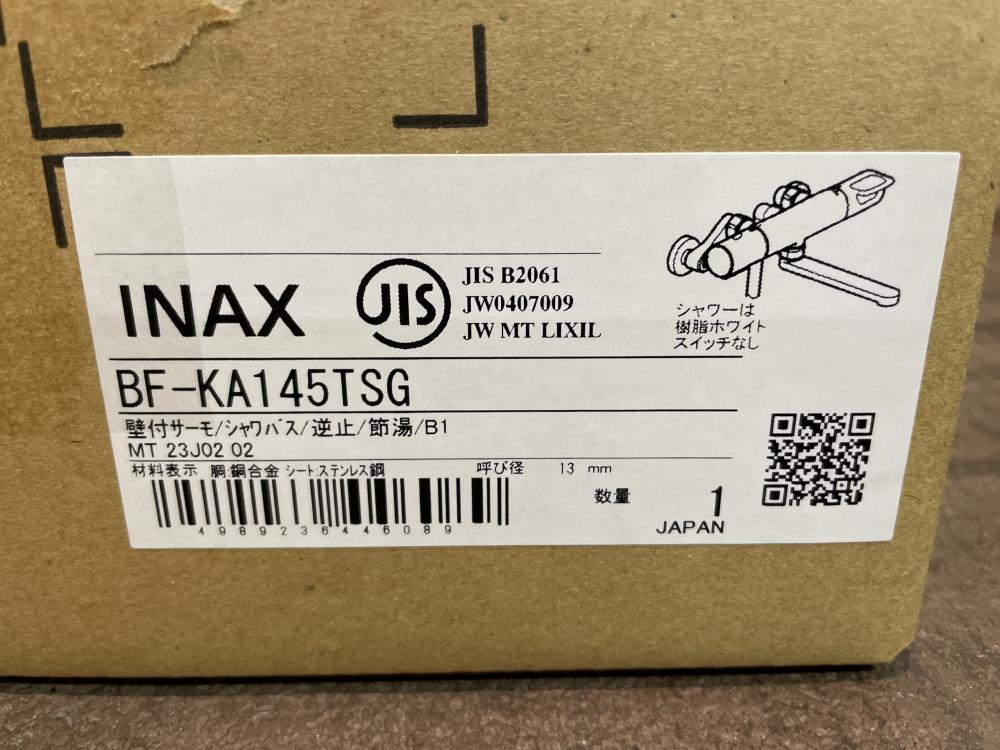 INAX
JIS
JIS B2061
JW0407009
JW MT LIXIL
シャワーは
樹脂ホワイト
スイッチなし
BF-KA145TSG
壁付サーモ/シャワバス/逆止/節湯/B1
MT 23J02 02
材料表示 胴:銅合金 シート:ステンレス鋼 呼び径 13 mm
数量 1
JAPAN
4989236446089